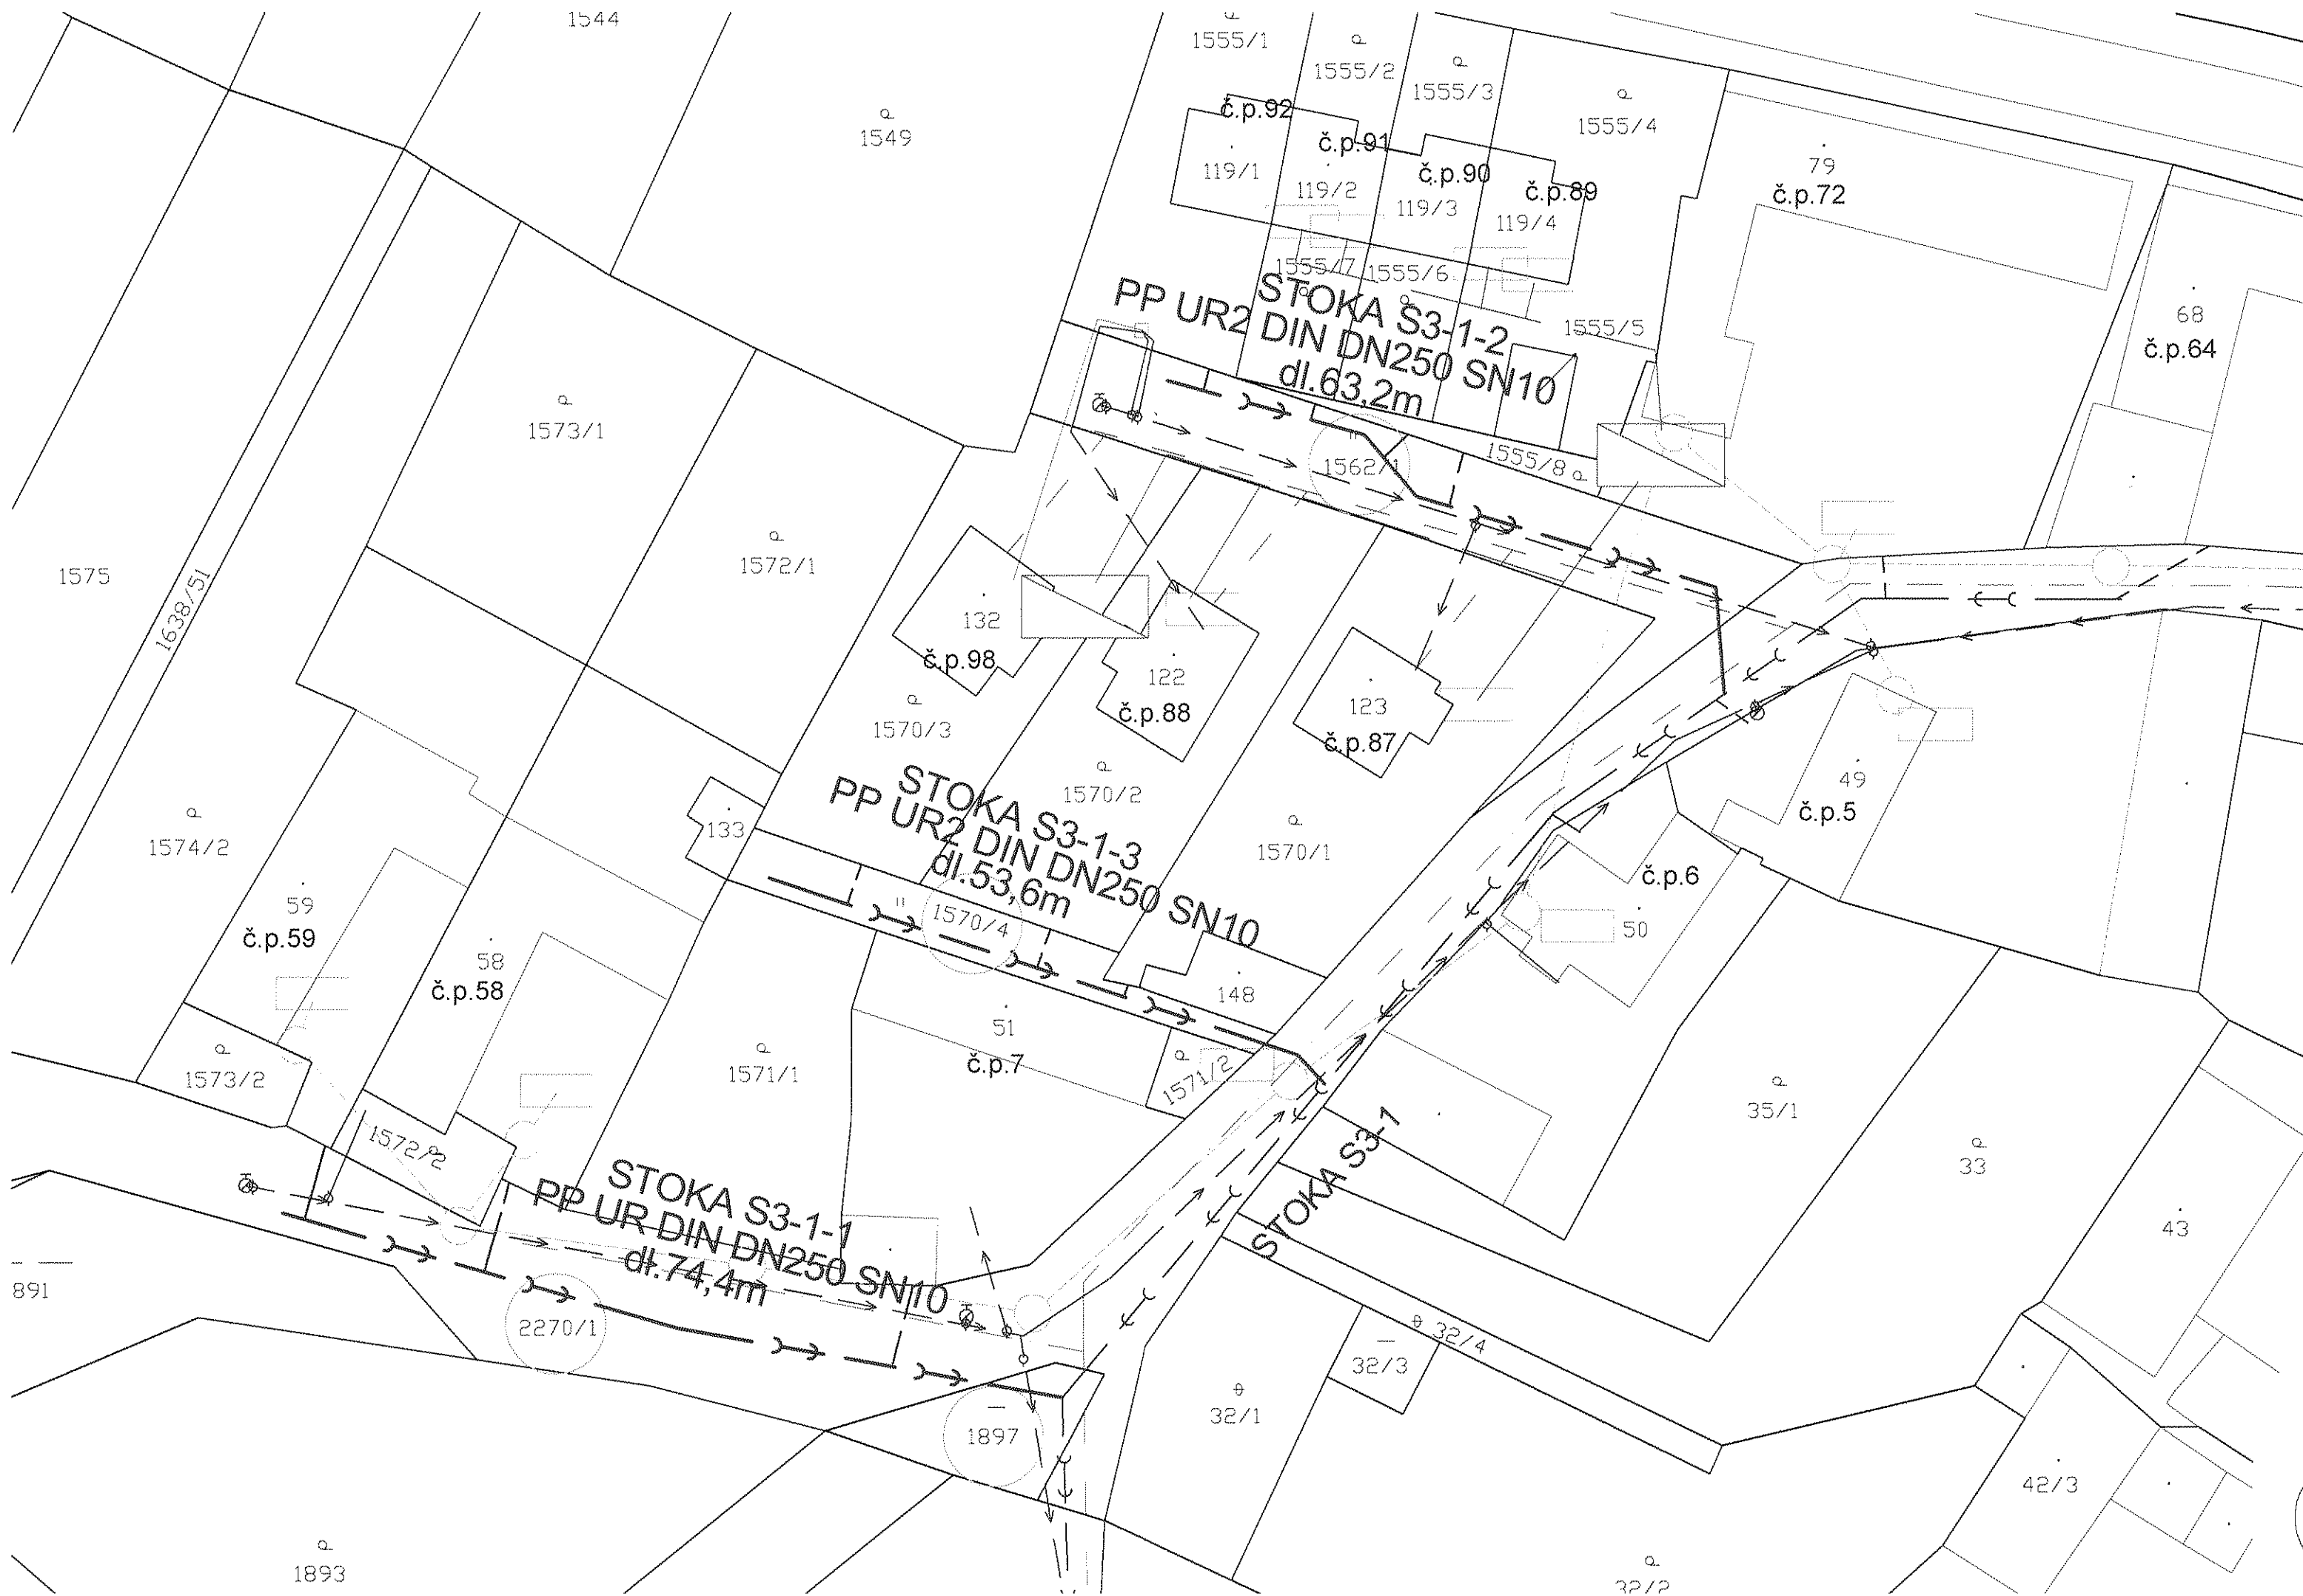 1544
1555/1
1555/2
1555/3
1555/4
1549
č.p.92
č.p.91
č.p.90
č.p.89
119/1
119/2
119/3
119/4
79
č.p.72
1555/7
1555/6
1555/5
STOKA S3-1-2
PP UR2 DIN DN250 SN10
dl.63,2m
68
č.p.64
1573/1
1562/1
1555/8
1575
1638/51
1572/1
132
č.p.98
122
č.p.88
123
č.p.87
1570/3
1570/2
1570/1
49
č.p.5
STOKA S3-1-3
PP UR2 DIN DN250 SN10
dl.53,6m
133
1574/2
č.p.6
50
59
č.p.59
58
č.p.58
1570/4
148
51
č.p.7
1571/1
1571/2
1573/2
1572/2
35/1
33
43
STOKA S3-1
STOKA S3-1-1
PP UR DIN DN250 SN10
dl.74,4m
891
2270/1
32/4
32/3
32/1
1897
42/3
1893
32/2